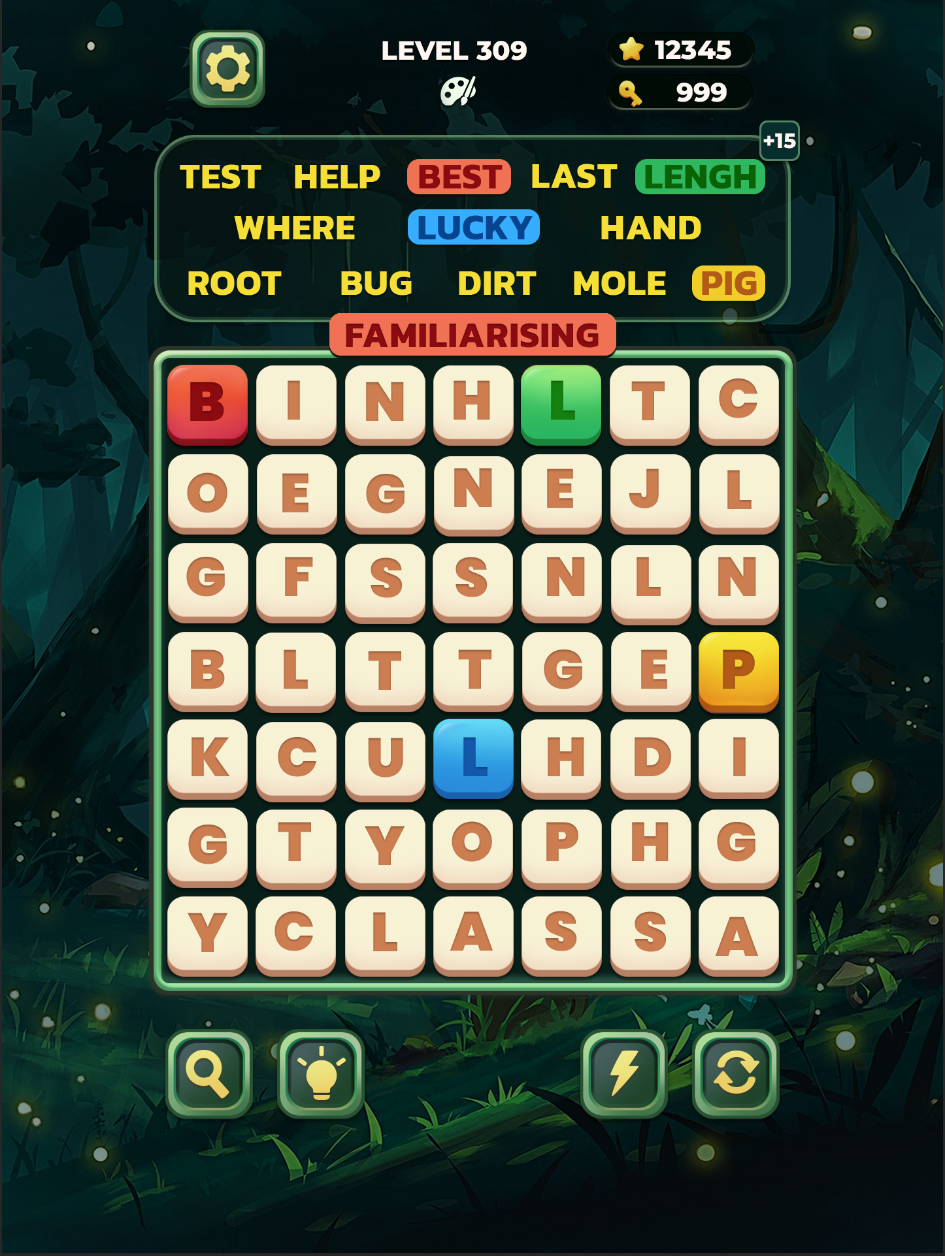 LEVEL 309
12345
999
+15
TEST HELP BEST LAST LENGH
WHERE LUCKY HAND
ROOT BUG DIRT MOLE PIG
FAMILIARISING
B I N H L T C
O E G N E J L
G F S S N L N
B L T T G E P
K C U L H D I
G T Y O P H G
Y C L A S S A